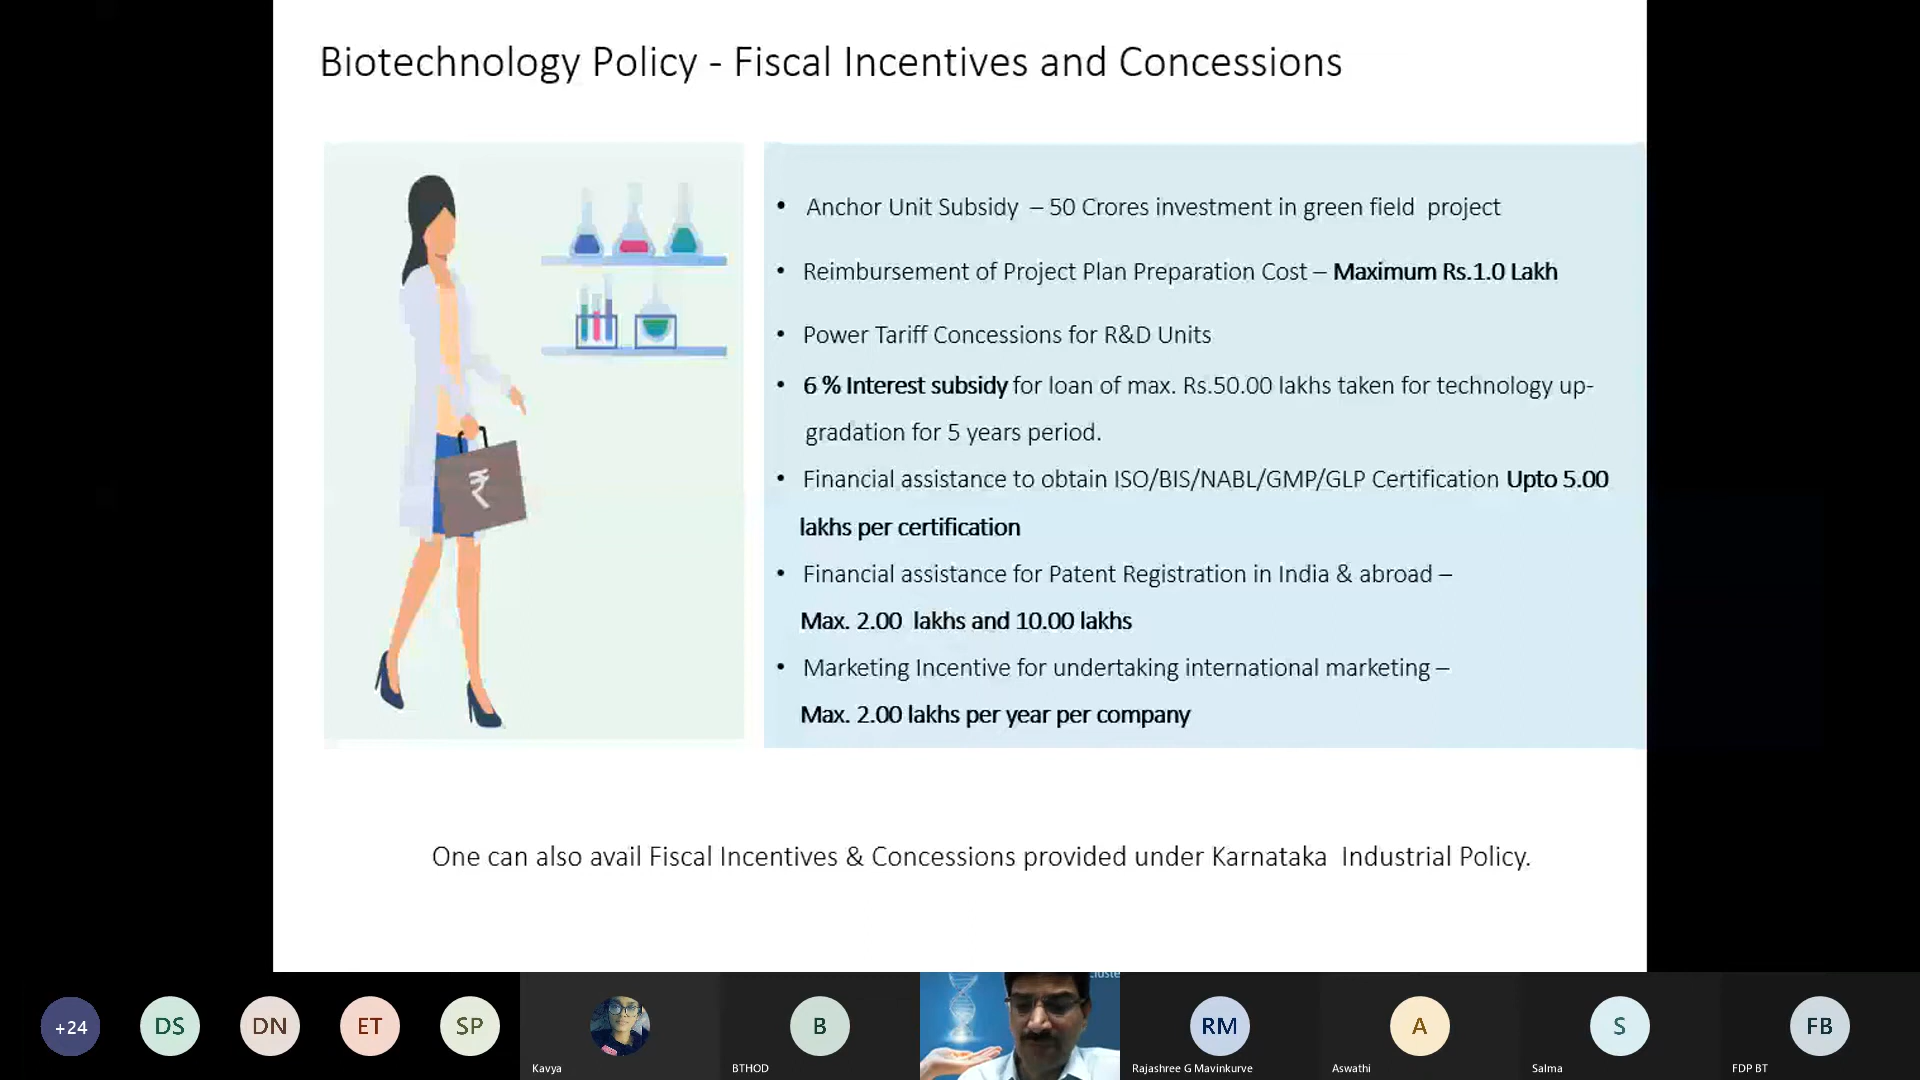 Biotechnology Policy - Fiscal Incentives and Concessions
• Anchor Unit Subsidy – 50 Crores investment in green field project
• Reimbursement of Project Plan Preparation Cost – Maximum Rs.1.0 Lakh
• Power Tariff Concessions for R&D Units
• 6 % Interest subsidy for loan of max. Rs.50.00 lakhs taken for technology up-
gradation for 5 years period.
• Financial assistance to obtain ISO/BIS/NABL/GMP/GLP Certification Upto 5.00
lakhs per certification
• Financial assistance for Patent Registration in India & abroad –
Max. 2.00 lakhs and 10.00 lakhs
• Marketing Incentive for undertaking international marketing –
Max. 2.00 lakhs per year per company
₹
One can also avail Fiscal Incentives & Concessions provided under Karnataka Industrial Policy.
+24 DS DN ET SP B RM A S FB
Kavya BTHOD Rajashree G Mavinkurve Aswathi Salma FDP BT